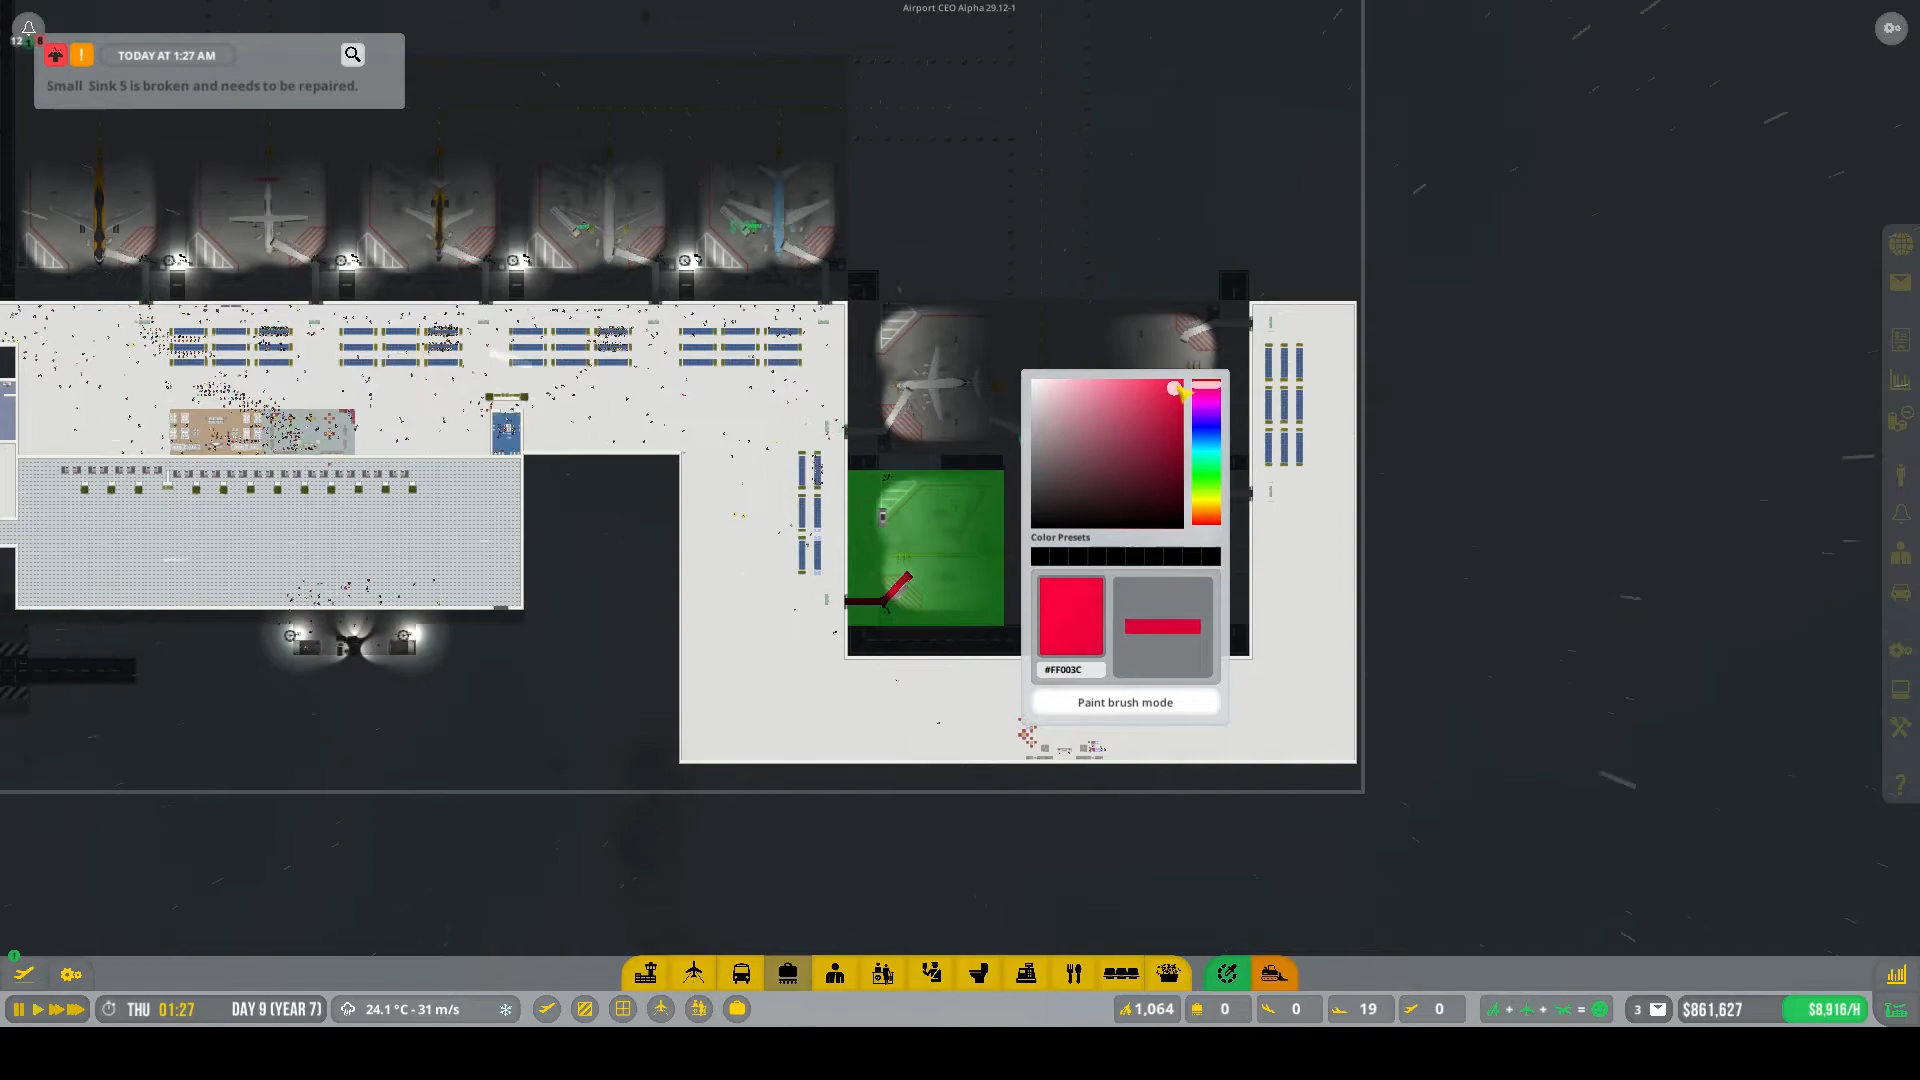 Airport CEO Alpha 29.12-1
12
8
TODAY AT 1:27 AM
Small Sink 5 is broken and needs to be repaired.
Color Presets
#FF003C
Paint brush mode
THU 01:27
DAY 9 (YEAR 7)
24.1 °C - 31 m/s
1,064
0
0
19
0
+ + =
3
$861,627
$8,916/H